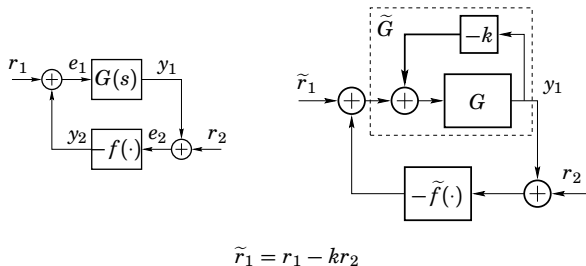 r₁ e₁ G(s) y₁
y₂ −f(·) e₂ r₂
G̃ −k
r̃₁ G y₁
−f̃(·) r₂
r̃₁ = r₁ − kr₂